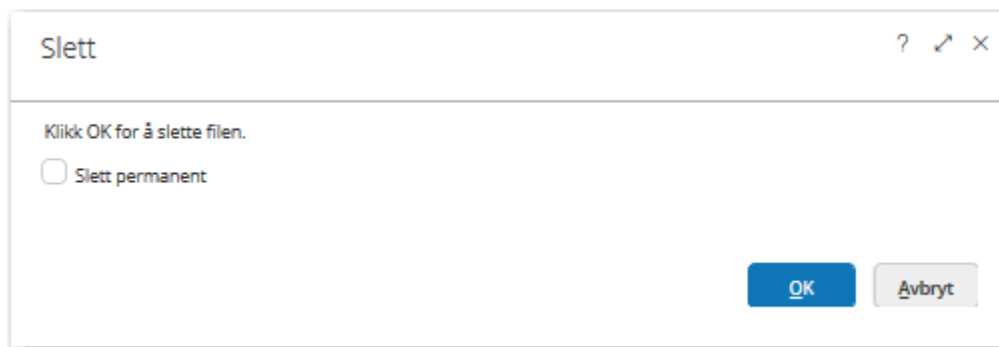 Slett
?
Klikk OK for å slette filen.
Slett permanent
OK
Avbryt